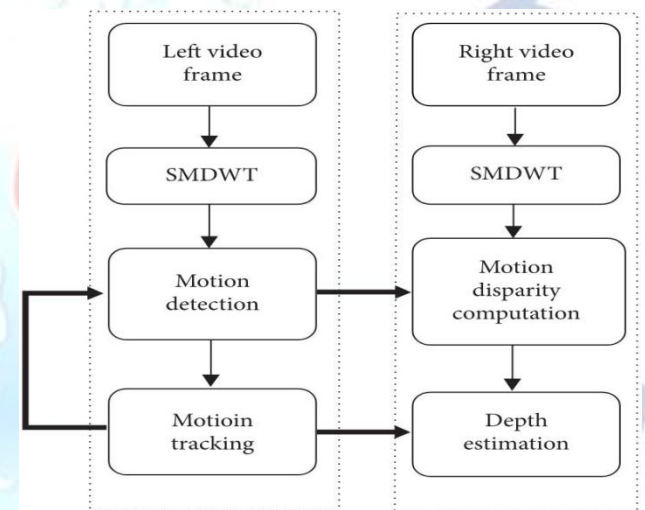 Left video
frame
SMDWT
Motion
detection
Motioin
tracking
Right video
frame
SMDWT
Motion
disparity
computation
Depth
estimation